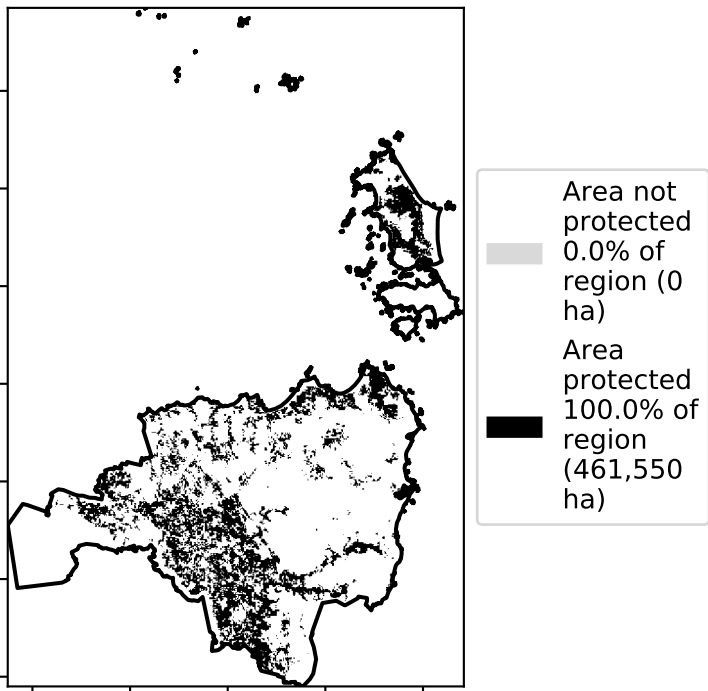 Area not
protected
0.0% of
region (0
ha)
Area
protected
100.0% of
region
(461,550
ha)